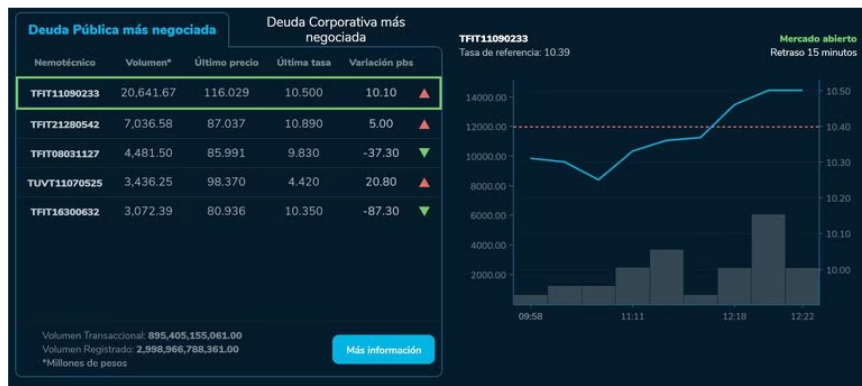 Deuda Pública más negociada
Deuda Corporativa más
negociada
Nemotécnico Volumen* Último precio Última tasa Variación pbs
TFIT11090233 20,641.67 116.029 10.500 10.10 ▲
TFIT21280542 7,036.58 87.037 10.890 5.00 ▲
TFIT08031127 4,481.50 85.991 9.830 -37.30 ▼
TUVT11070525 3,436.25 98.370 4.420 20.80 ▲
TFIT16300632 3,072.39 80.936 10.350 -87.30 ▼
Volumen Transaccional: 895,405,155,061.00
Volumen Registrado: 2,998,966,788,361.00
*Millones de pesos
Más información
TFIT11090233
Tasa de referencia: 10.39
Mercado abierto
Retraso 15 minutos
14000.00
12000.00
10000.00
8000.00
6000.00
4000.00
2000.00
10.50
10.40
10.30
10.20
10.10
10.00
09:58 11:11 12:18 12:22